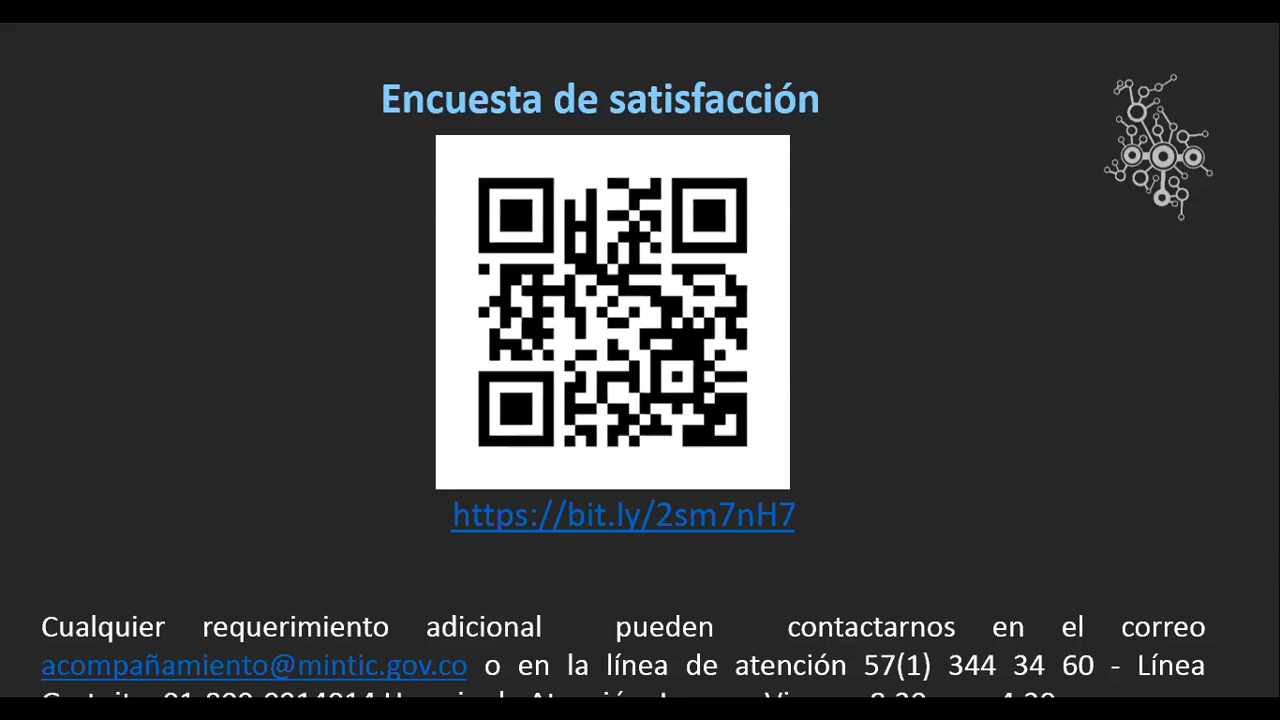 Encuesta de satisfacción
https://bit.ly/2sm7nH7
Cualquier requerimiento adicional pueden contactarnos en el correo
acompañamiento@mintic.gov.co o en la línea de atención 57(1) 344 34 60 - Línea